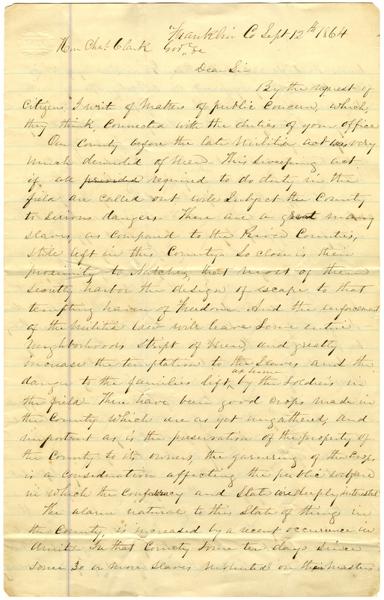 Franklin Co Sept 12th 1864
Hon Chas. Clark
Govr &c
Dear Sir
By the request of
Citizens I writ of Matters of public Concern, which
they think, Connected with the duties of your office
Our County before the late Militia act was very
much denuded of Men. This Sweeping act
if all required to do duty in the
field are called out will Subject the County
to Serious dangers. There are a great many
slaves, as compared to the River Counties,
still left in this County. So close is their
proximity to Natchez that most of them
secretly harbor the design of escape to that
tempting haven of freedom. And the enforcement
of the Militia law will leave Some entire
neighborhoods Stript of Men and greatly
increase the temptation to the Slaves and the
danger to the families left at home by the Soldiers in
the field. There have been good Crops made in
the County which are as yet ungathered, and
important as is the preservation of the property of
the County to its owners, the garnering of the Crops
is a Consideration affecting the public welfare
in which the Confederacy and State are deeply interested
The alarm natural to this State of thing in
the County, is increased by a recent occurrence in
Amite. In that County Some ten days Since
Some 30 or more Slaves mounted on their Masters